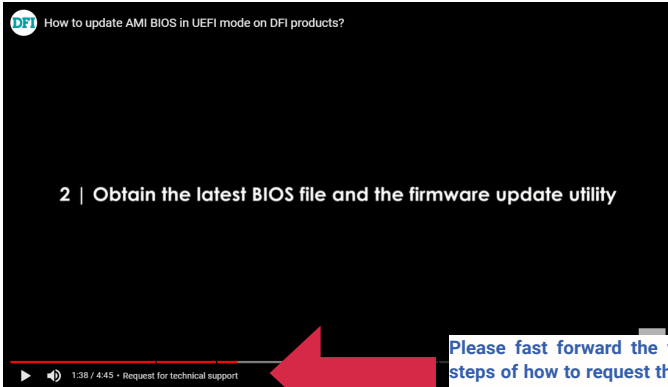 DFI How to update AMI BIOS in UEFI mode on DFI products?
2 | Obtain the latest BIOS file and the firmware update utility
1:38 / 4:45 • Request for technical support
Please fast forward the
steps of how to request th